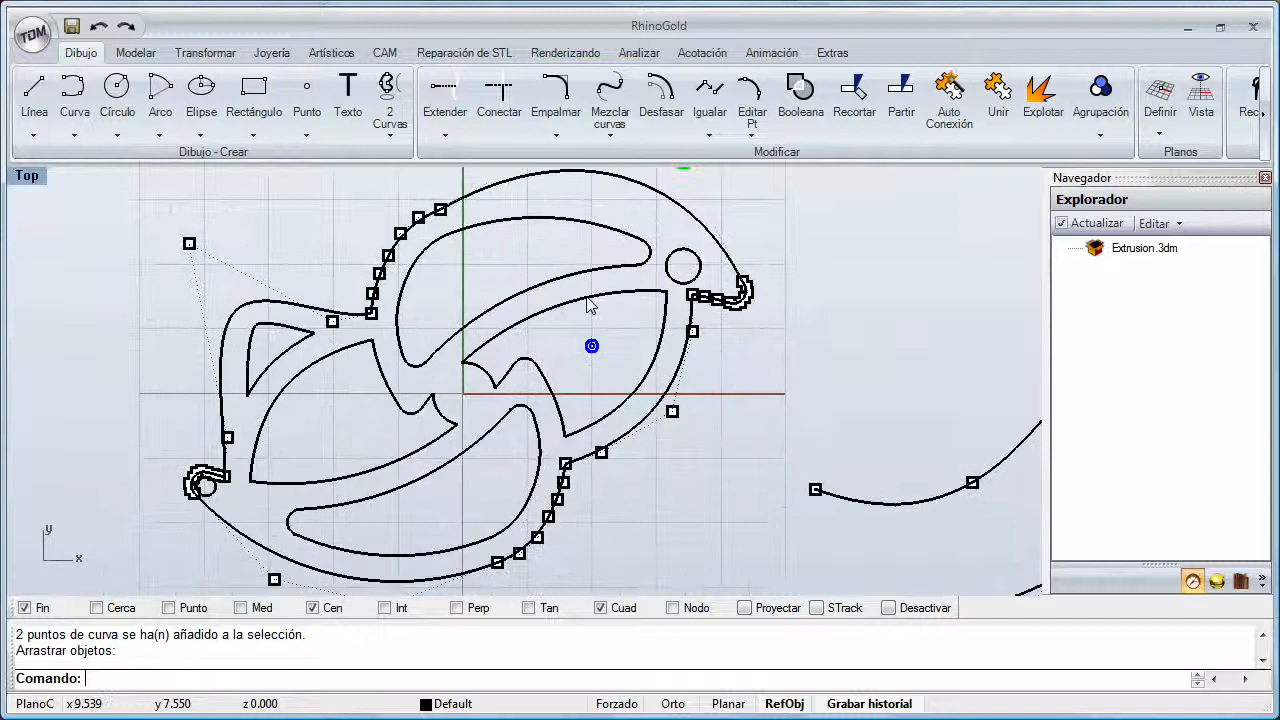 RhinoGold
TDM
Dibujo Modelar Transformar Joyería Artísticos CAM Reparación de STL Renderizando Analizar Acotación Animación Extras
Línea Curva Círculo Arco Elipse Rectángulo Punto Texto 2 Curvas Extender Conectar Empalmar Mezclar curvas Desfasar Igualar Editar Pt Booleana Recortar Partir Auto Conexión Unir Explotar Agrupación Definir Vista Rec
Dibujo - Crear Modificar Planos
Top
Navegador
Explorador
Actualizar Editar
Extrusion.3dm
y
x
Fin Cerca Punto Med Cen Int Perp Tan Cuad Nodo Proyectar STrack Desactivar
2 puntos de curva se ha(n) añadido a la selección.
Arrastrar objetos:
Comando:
PlanoC x 9.539 y 7.550 z 0.000 Default Forzado Orto Planar RefObj Grabar historial